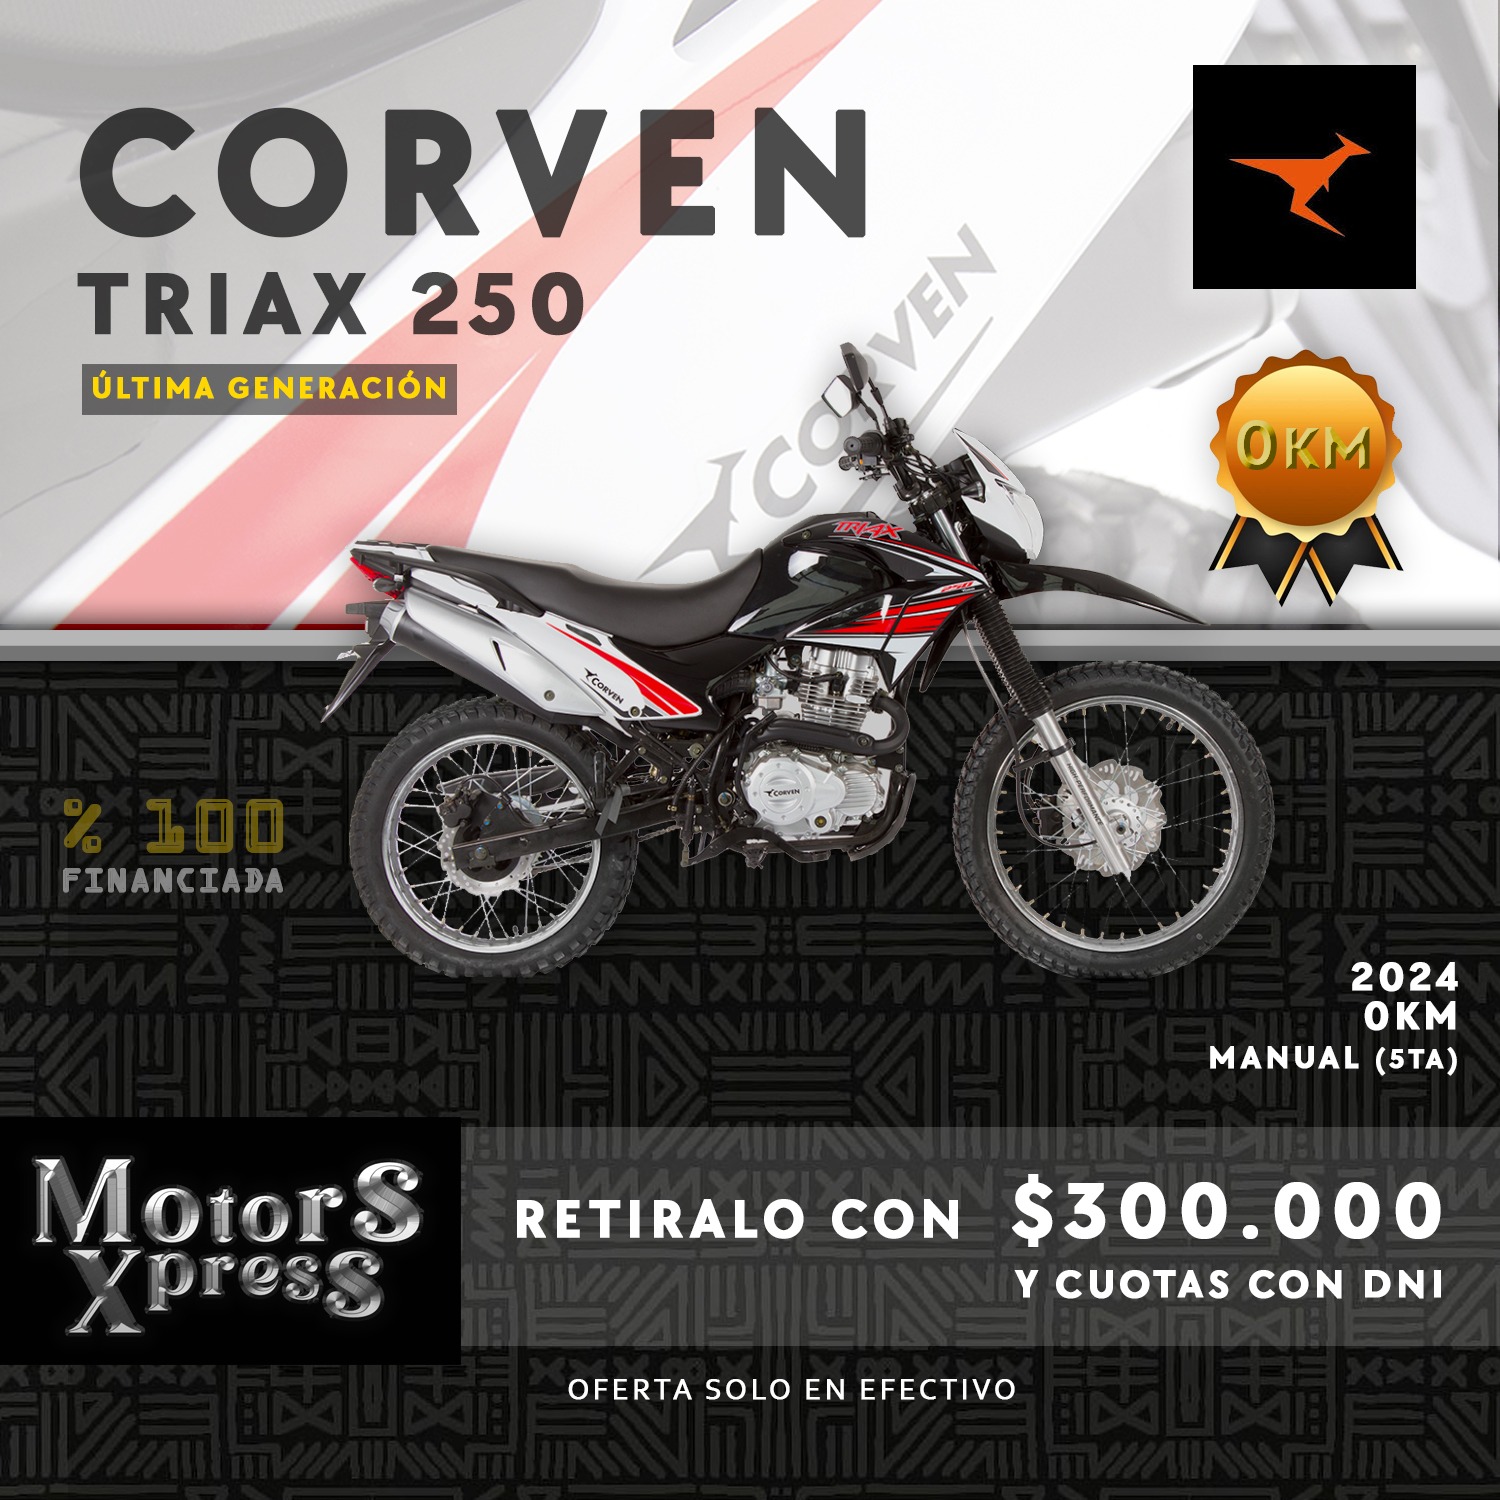 CORVEN
TRIAX 250
ÚLTIMA GENERACIÓN
CORVEN
0KM
TRIAX
250
CORVEN
CORVEN
% 100
FINANCIADA
2024
0KM
MANUAL (5TA)
MotorS
XpresS
RETIRALO CON $300.000
Y CUOTAS CON DNI
OFERTA SOLO EN EFECTIVO